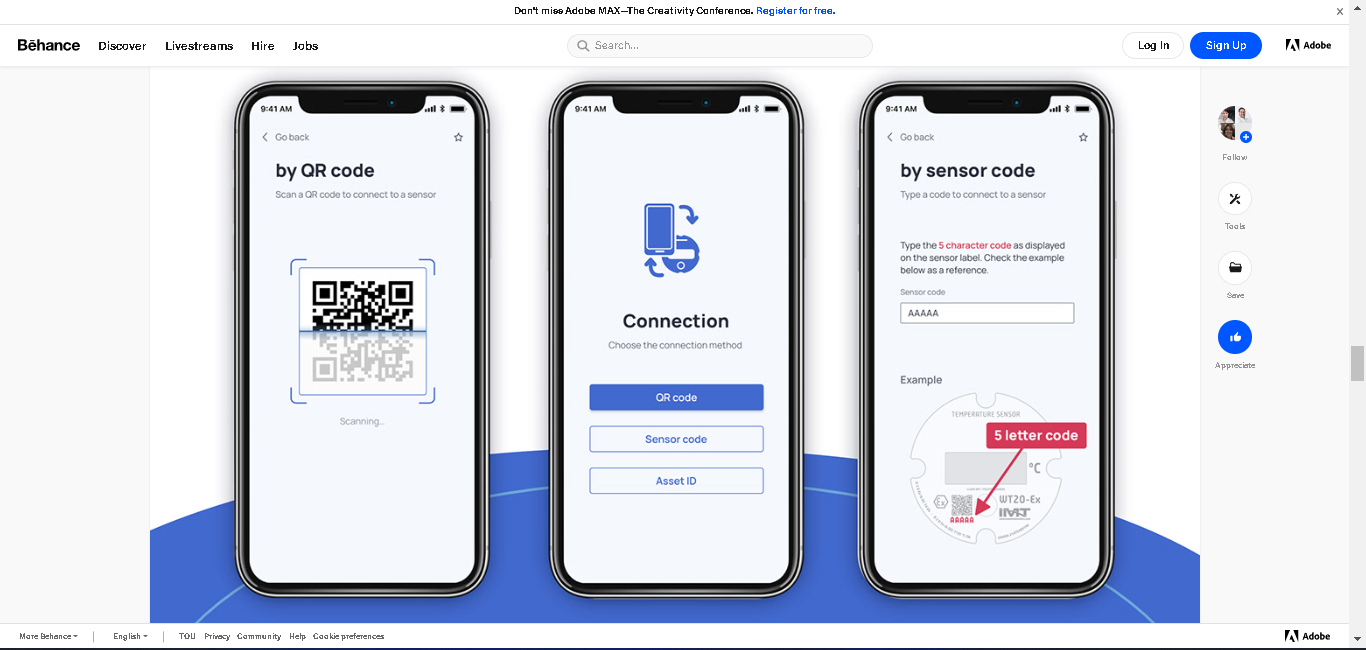 Don't miss Adobe MAX—The Creativity Conference. Register for free.
Bēhance Discover Livestreams Hire Jobs Search... Log In Sign Up Adobe
9:41 AM
Go back
by QR code
Scan a QR code to connect to a sensor
Scanning...
9:41 AM
Connection
Choose the connection method
QR code
Sensor code
Asset ID
9:41 AM
Go back
by sensor code
Type a code to connect to a sensor
Type the 5 character code as displayed
on the sensor label. Check the example
below as a reference.
Sensor code
AAAAA
Example
TEMPERATURE SENSOR
5 letter code
°C
WT20-Ex
AAAAA
Follow
Tools
Save
Appreciate
More Behance English TOU Privacy Community Help Cookie preferences Adobe